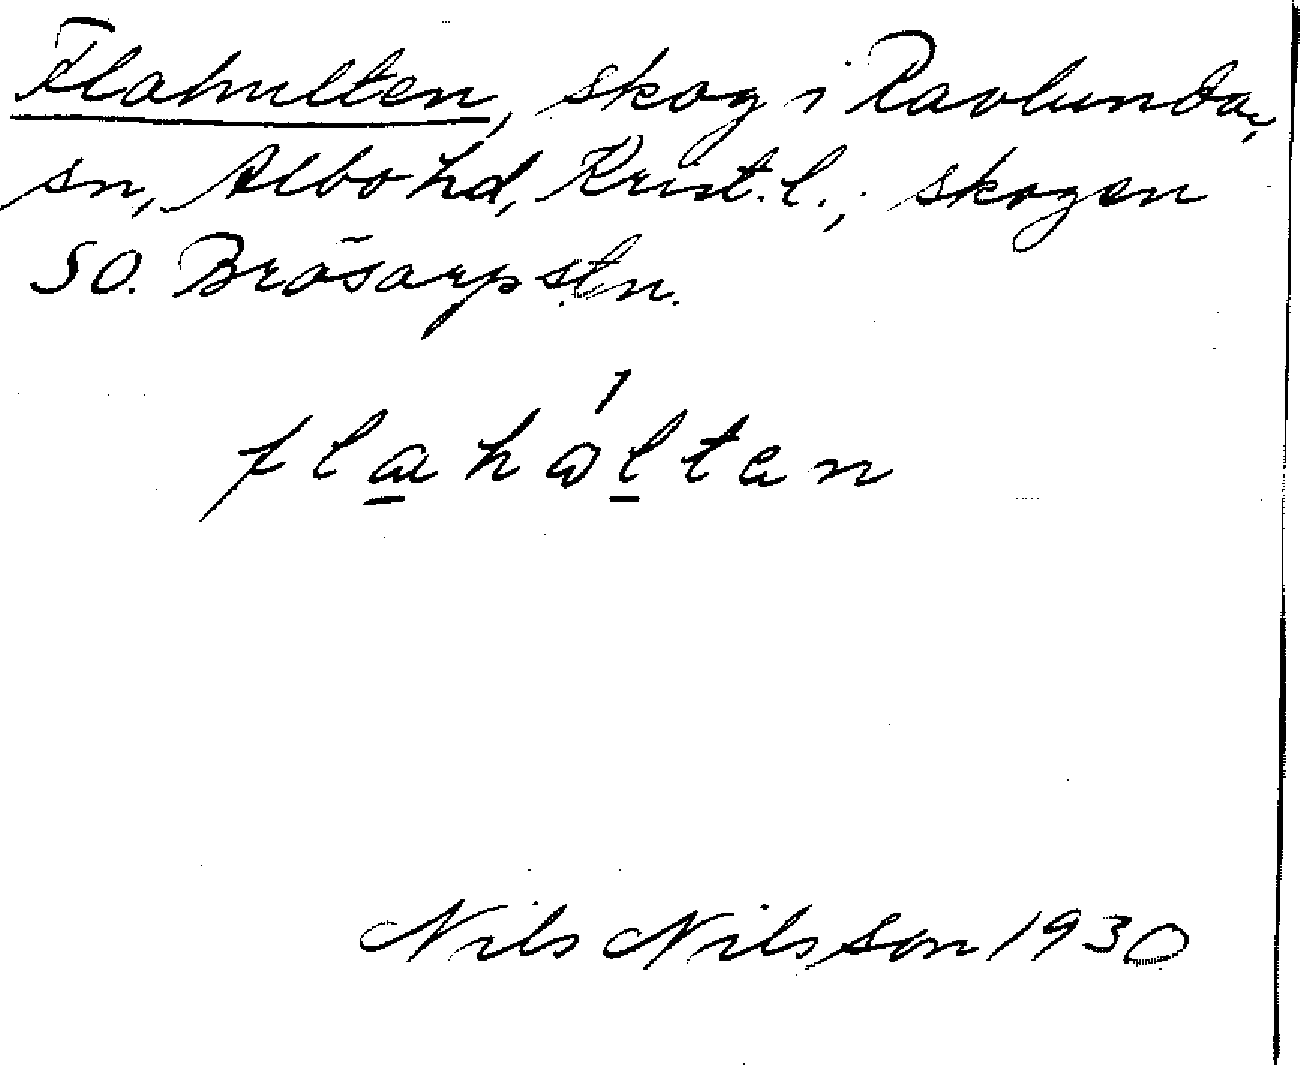 Flahulten, skog i Ravlunda,
sn, Albo hd, Krist. l.; skogen
SO. Brösarp stn.
flahålten
Nils Nilsson 1930